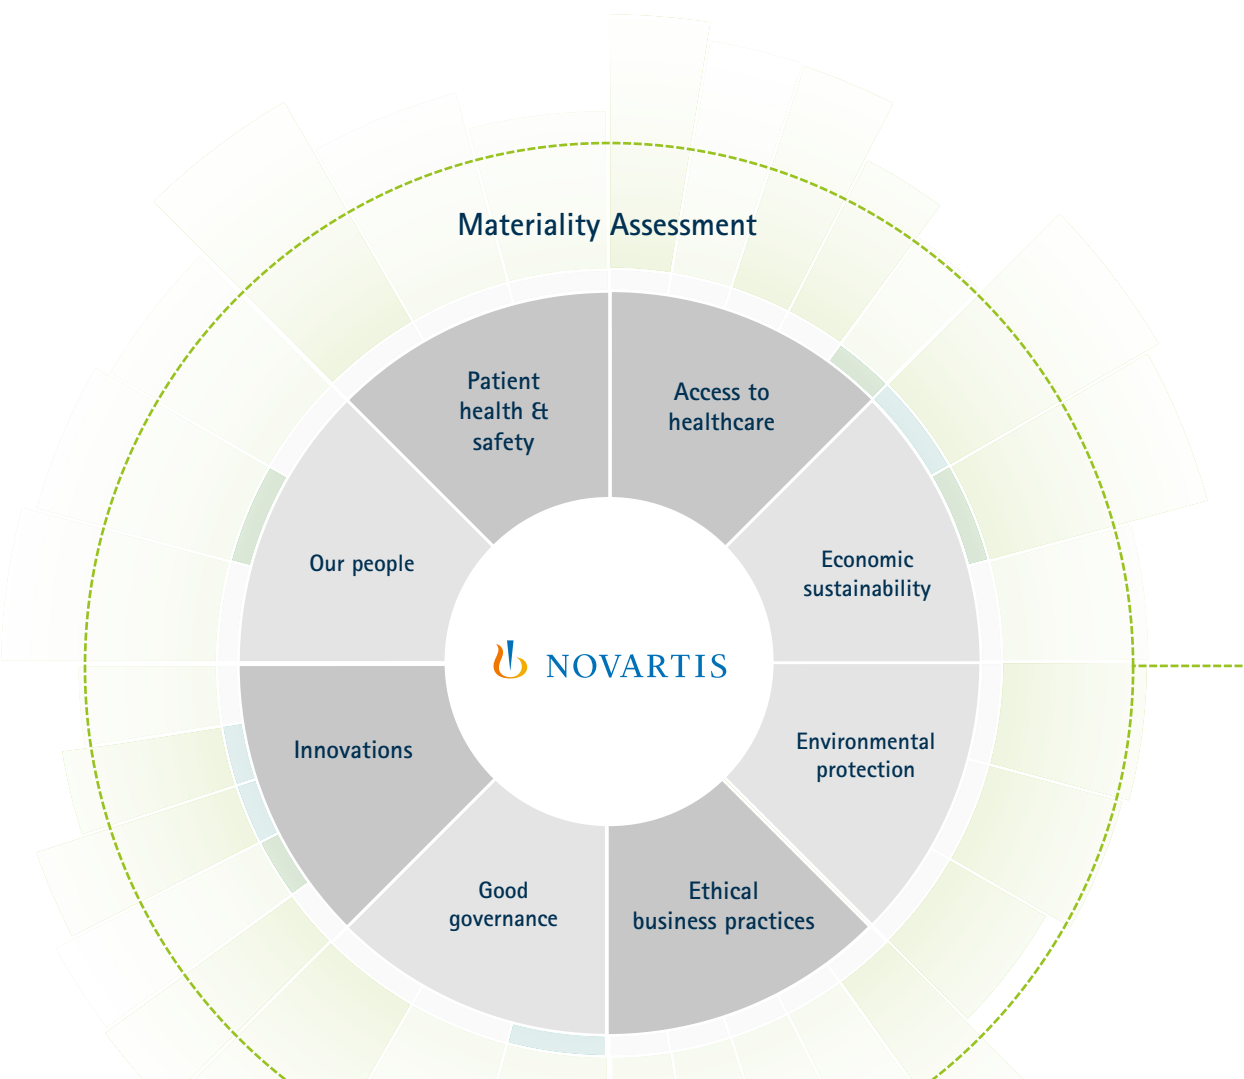 Materiality Assessment
Patient
health &
safety
Access to
healthcare
Our people
Economic
sustainability
NOVARTIS
Innovations
Environmental
protection
Good
governance
Ethical
business practices